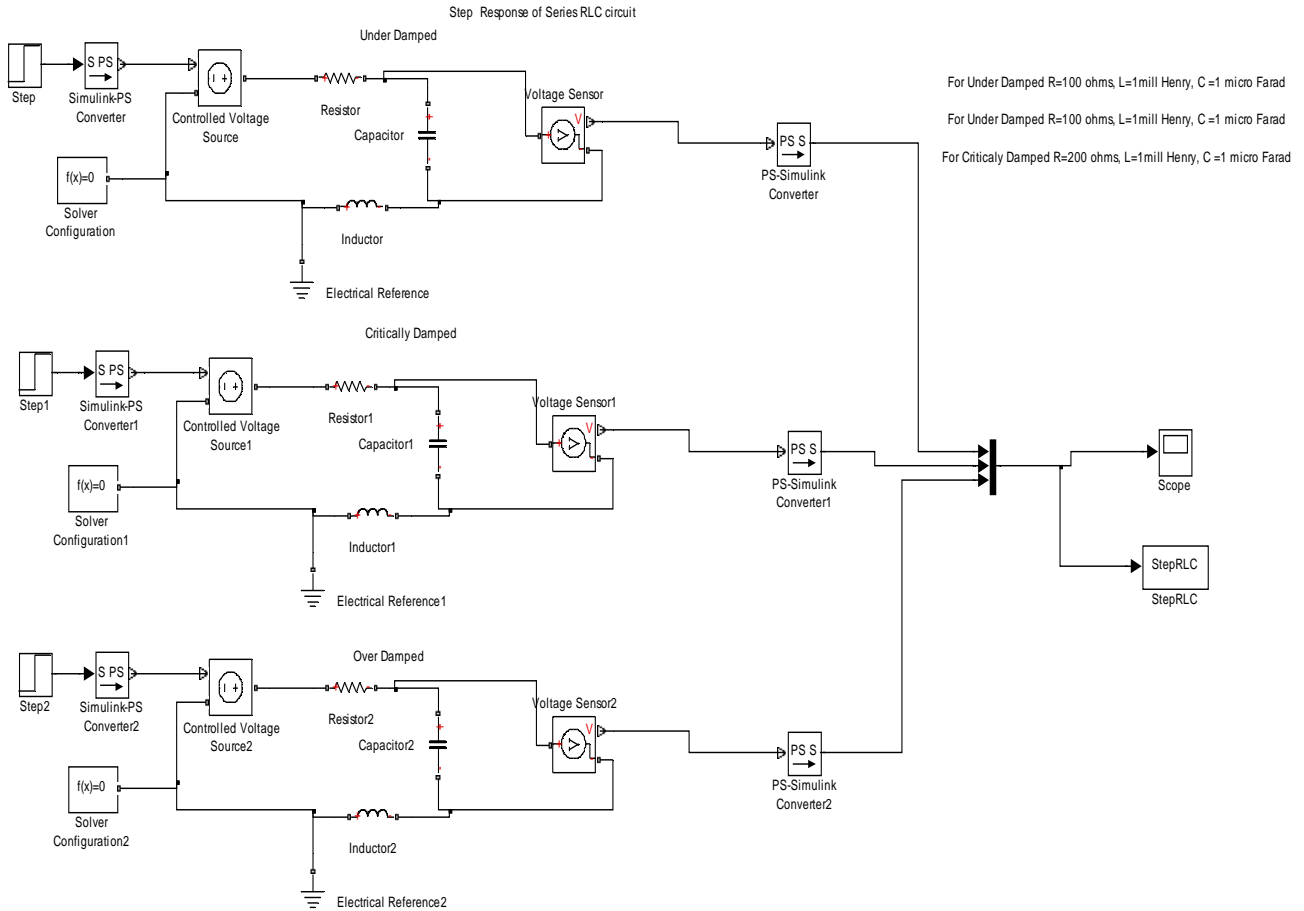 Step Response of Series RLC circuit
Under Damped
S PS
Step
Simulink-PS
Converter
Controlled Voltage
Source
Resistor
Capacitor
Voltage Sensor
V
PS S
PS-Simulink
Converter
f(x)=0
Solver
Configuration
Inductor
Electrical Reference
For Under Damped R=100 ohms, L=1mill Henry, C =1 micro Farad
For Under Damped R=100 ohms, L=1mill Henry, C =1 micro Farad
For Criticaly Damped R=200 ohms, L=1mill Henry, C =1 micro Farad
Critically Damped
S PS
Step1
Simulink-PS
Converter1
Controlled Voltage
Source1
Resistor1
Capacitor1
Voltage Sensor1
V
PS S
PS-Simulink
Converter1
f(x)=0
Solver
Configuration1
Inductor1
Electrical Reference1
Scope
StepRLC
StepRLC
Over Damped
S PS
Step2
Simulink-PS
Converter2
Controlled Voltage
Source2
Resistor2
Capacitor2
Voltage Sensor2
V
PS S
PS-Simulink
Converter2
f(x)=0
Solver
Configuration2
Inductor2
Electrical Reference2